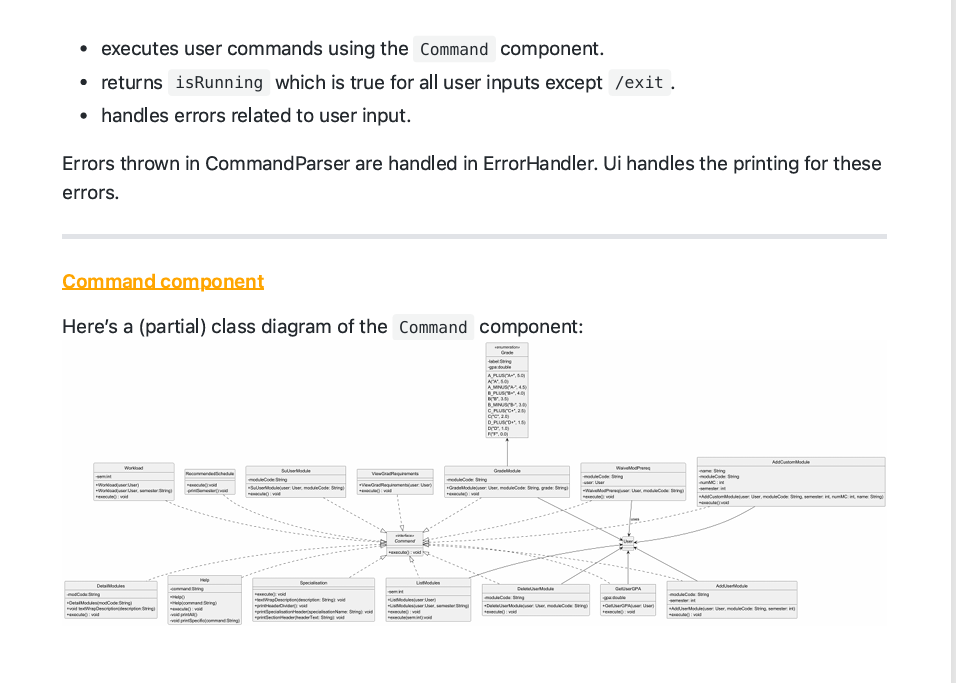 executes user commands using the Command component.
returns isRunning which is true for all user inputs except /exit.
handles errors related to user input.
Errors thrown in CommandParser are handled in ErrorHandler. Ui handles the printing for these
errors.
Command component
Here's a (partial) class diagram of the Command component:
«enumeration»
Grade
-label:String
-gpa:double
A_PLUS("A+", 5.0)
A("A", 5.0)
A_MINUS("A-", 4.5)
B_PLUS("B+", 4.0)
B("B", 3.5)
B_MINUS("B-", 3.0)
C_PLUS("C+", 2.5)
C("C", 2.0)
D_PLUS("D+", 1.5)
D("D", 1.0)
F("F", 0.0)
Workload
-sem:int
+Workload(user:User)
+Workload(user:User, semester:String)
+execute() : void
RecommendedSchedule
+execute():void
-printSemester():void
SuUserModule
-moduleCode:String
+SuUserModule(user: User, moduleCode: String)
+execute() : void
ViewGradRequirements
+ViewGradRequirements(user: User)
+execute() : void
GradeModule
-moduleCode: String
+GradeModule(user: User, moduleCode: String, grade: String)
+execute() : void
WaiveModPrereq
-moduleCode: String
-user: User
+WaiveModPrereq(user: User, moduleCode: String)
+execute() void
AddCustomModule
-name: String
-moduleCode: String
-numMC : int
-semester: int
+AddCustomModule(user: User, moduleCode: String, semester: int, numMC: int, name: String)
+execute():void
«interface»
Command
+execute() : void
User
DetailModules
-modCode:String
+DetailModules(modCode:String)
+void textWrapDescription(description:String)
+execute() : void
Help
-command:String
+Help()
+Help(command:String)
+execute() : void
-void printAll()
-void printSpecific(command:String)
Specialisation
+execute(): void
+textWrapDescription(description: String): void
+printHeaderDivider(): void
+printSpecialisationHeader(specialisationName: String): void
+printSectionHeader(headerText: String): void
ListModules
-sem:int
+ListModules(user:User)
+ListModules(user:User, semester:String)
+execute() : void
+execute(sem:int):void
DeleteUserModule
-moduleCode: String
+DeleteUserModule(user: User, moduleCode: String)
+execute() : void
GetUserGPA
-gpa:double
+GetUserGPA(user: User)
+execute() : void
AddUserModule
-moduleCode : String
-semester: int
+AddUserModule(user: User, moduleCode: String, semester: int)
+execute() : void